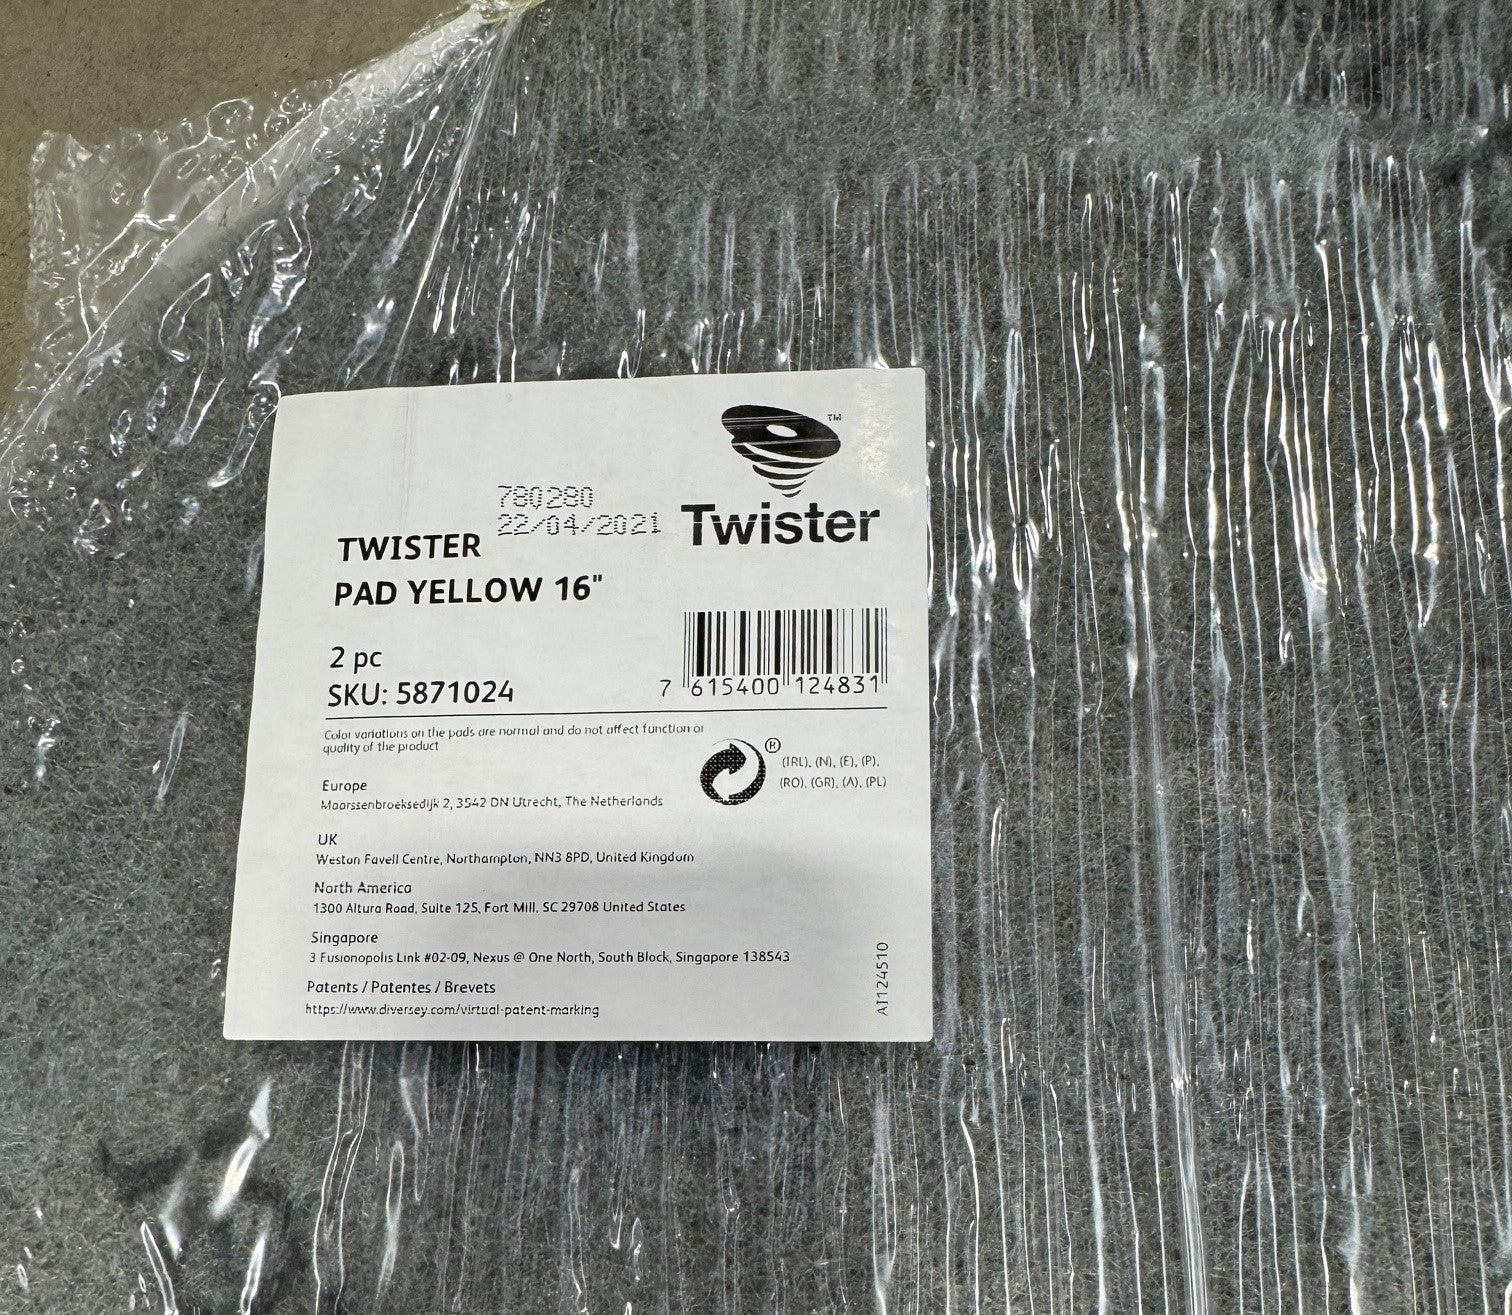 TM
Twister
780280
22/04/2021
TWISTER
PAD YELLOW 16"
2 pc
SKU: 5871024
7 615400 124831
Color variations on the pads are normal and do not affect function or
quality of the product
®
(IRL), (N), (E), (P),
(RO), (GR), (A), (PL)
Europe
Maarssenbroeksedijk 2, 3542 DN Utrecht, The Netherlands
UK
Weston Favell Centre, Northampton, NN3 8PD, United Kingdom
North America
1300 Altura Road, Suite 125, Fort Mill, SC 29708 United States
Singapore
3 Fusionopolis Link #02-09, Nexus @ One North, South Block, Singapore 138543
Patents / Patentes / Brevets
https://www.diversey.com/virtual-patent-marking
AI124510